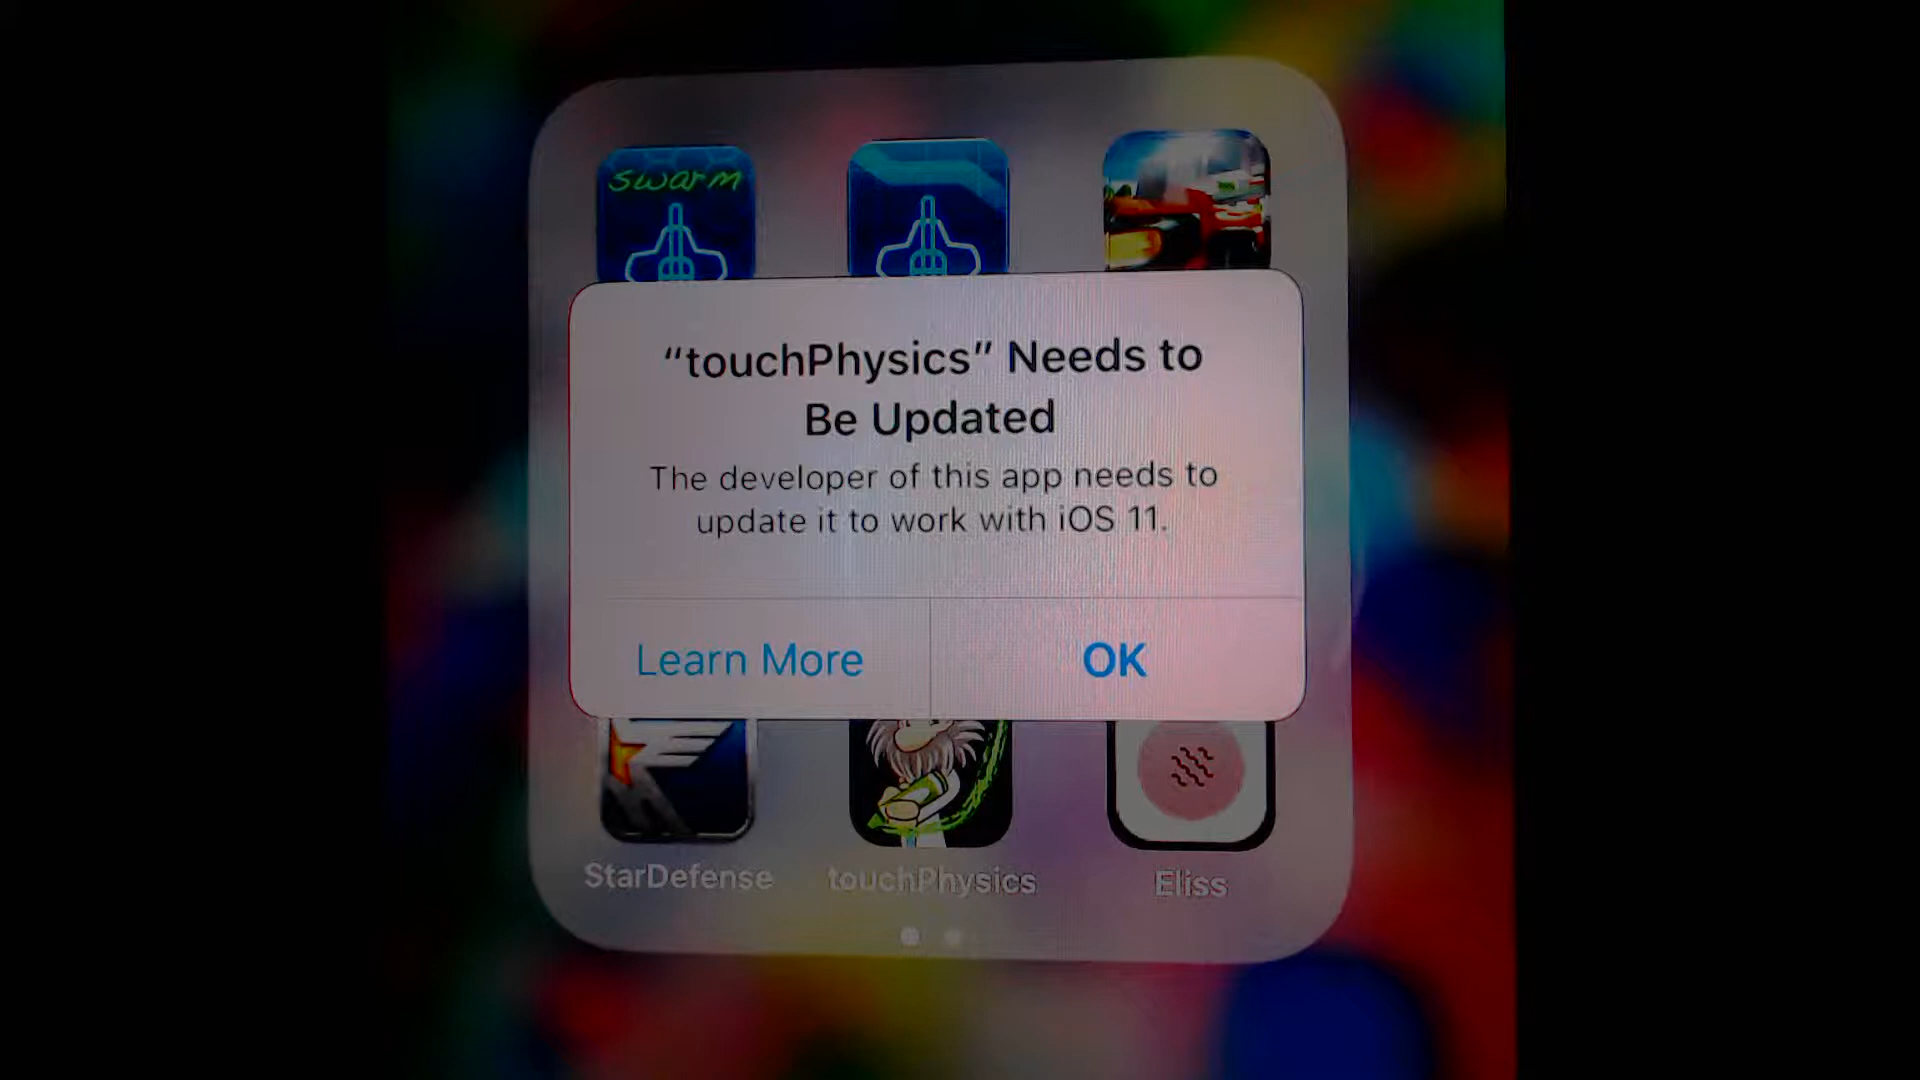 swarm
“touchPhysics” Needs to
Be Updated
The developer of this app needs to
update it to work with iOS 11.
Learn More
OK
StarDefense
touchPhysics
Eliss